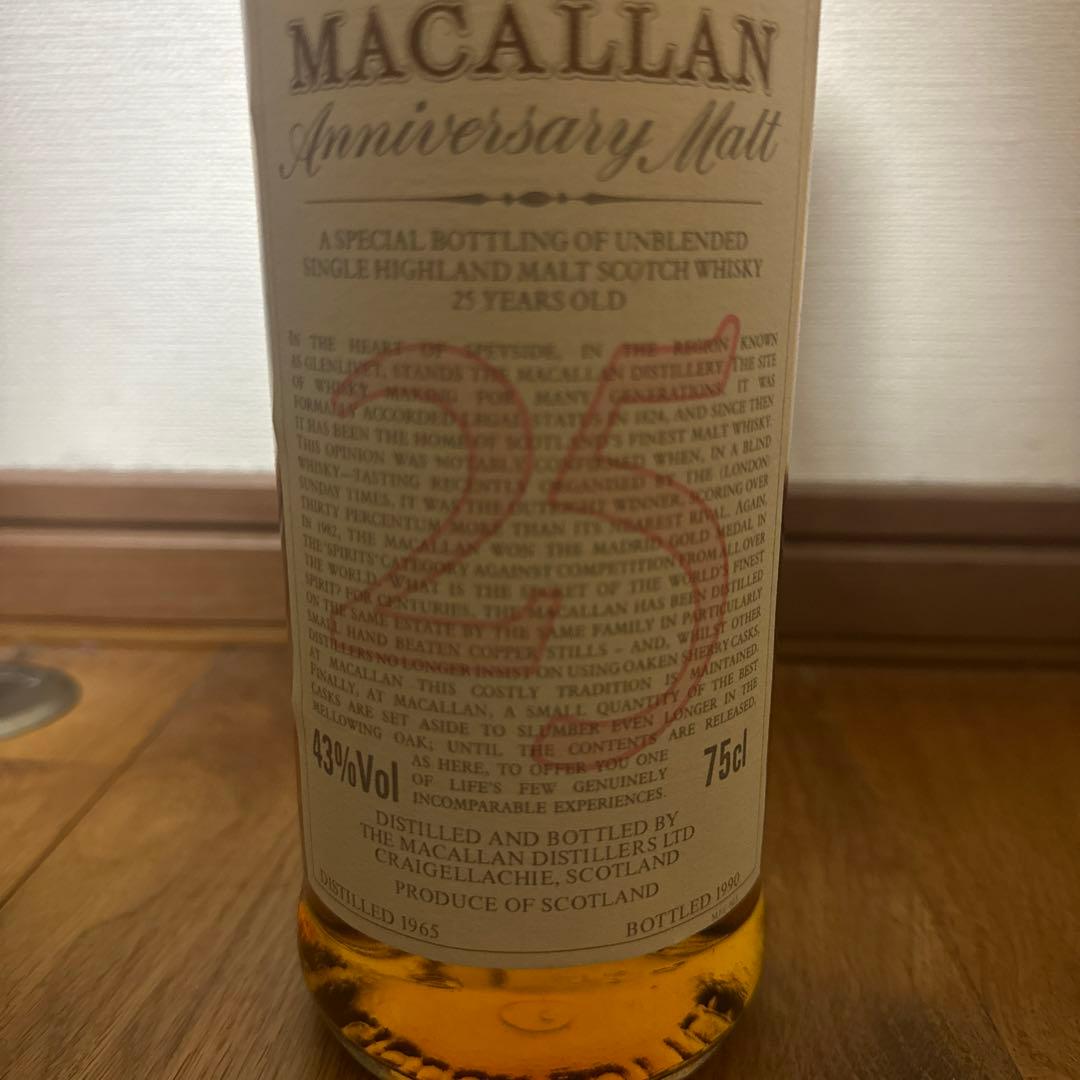 MACALLAN
Anniversary Malt
A SPECIAL BOTTLING OF UNBLENDED
SINGLE HIGHLAND MALT SCOTCH WHISKY
25 YEARS OLD
25
IN THE HEART OF SPEYSIDE, IN THE REGION KNOWN
AS GLENLIVET, STANDS THE MACALLAN DISTILLERY. THE SITE
OF WHISKY MAKING FOR MANY GENERATIONS, IT WAS
FORMALLY ACCORDED LEGAL STATUS IN 1824, AND SINCE THEN
IT HAS BEEN THE HOME OF SCOTLAND'S FINEST MALT WHISKY.
THIS OPINION WAS NOTABLY CONFIRMED WHEN, IN A BLIND
WHISKY-TASTING RECENTLY ORGANISED BY THE (LONDON)
SUNDAY TIMES, IT WAS THE OUTRIGHT WINNER, SCORING OVER
THIRTY PERCENTUM MORE THAN ITS NEAREST RIVAL. AGAIN,
IN 1982, THE MACALLAN WON THE MADRID GOLD MEDAL IN
THE 'SPIRITS' CATEGORY AGAINST COMPETITION FROM ALL OVER
THE WORLD. WHAT IS THE SECRET OF THE WORLD'S FINEST
SPIRIT? FOR CENTURIES, THE MACALLAN HAS BEEN DISTILLED
ON THE SAME ESTATE BY THE SAME FAMILY IN PARTICULARLY
SMALL HAND BEATEN COPPER STILLS – AND, WHILST OTHER
DISTILLERS NO LONGER INSIST ON USING OAKEN SHERRY CASKS,
AT MACALLAN THIS COSTLY TRADITION IS MAINTAINED.
FINALLY, AT MACALLAN, A SMALL QUANTITY OF THE BEST
CASKS ARE SET ASIDE TO SLUMBER EVEN LONGER IN THE
MELLOWING OAK; UNTIL THE CONTENTS ARE RELEASED,
AS HERE, TO OFFER YOU ONE
OF LIFE'S FEW GENUINELY
INCOMPARABLE EXPERIENCES.
43%Vol
75cl
DISTILLED AND BOTTLED BY
THE MACALLAN DISTILLERS LTD
CRAIGELLACHIE, SCOTLAND
PRODUCE OF SCOTLAND
DISTILLED 1965
BOTTLED 1990